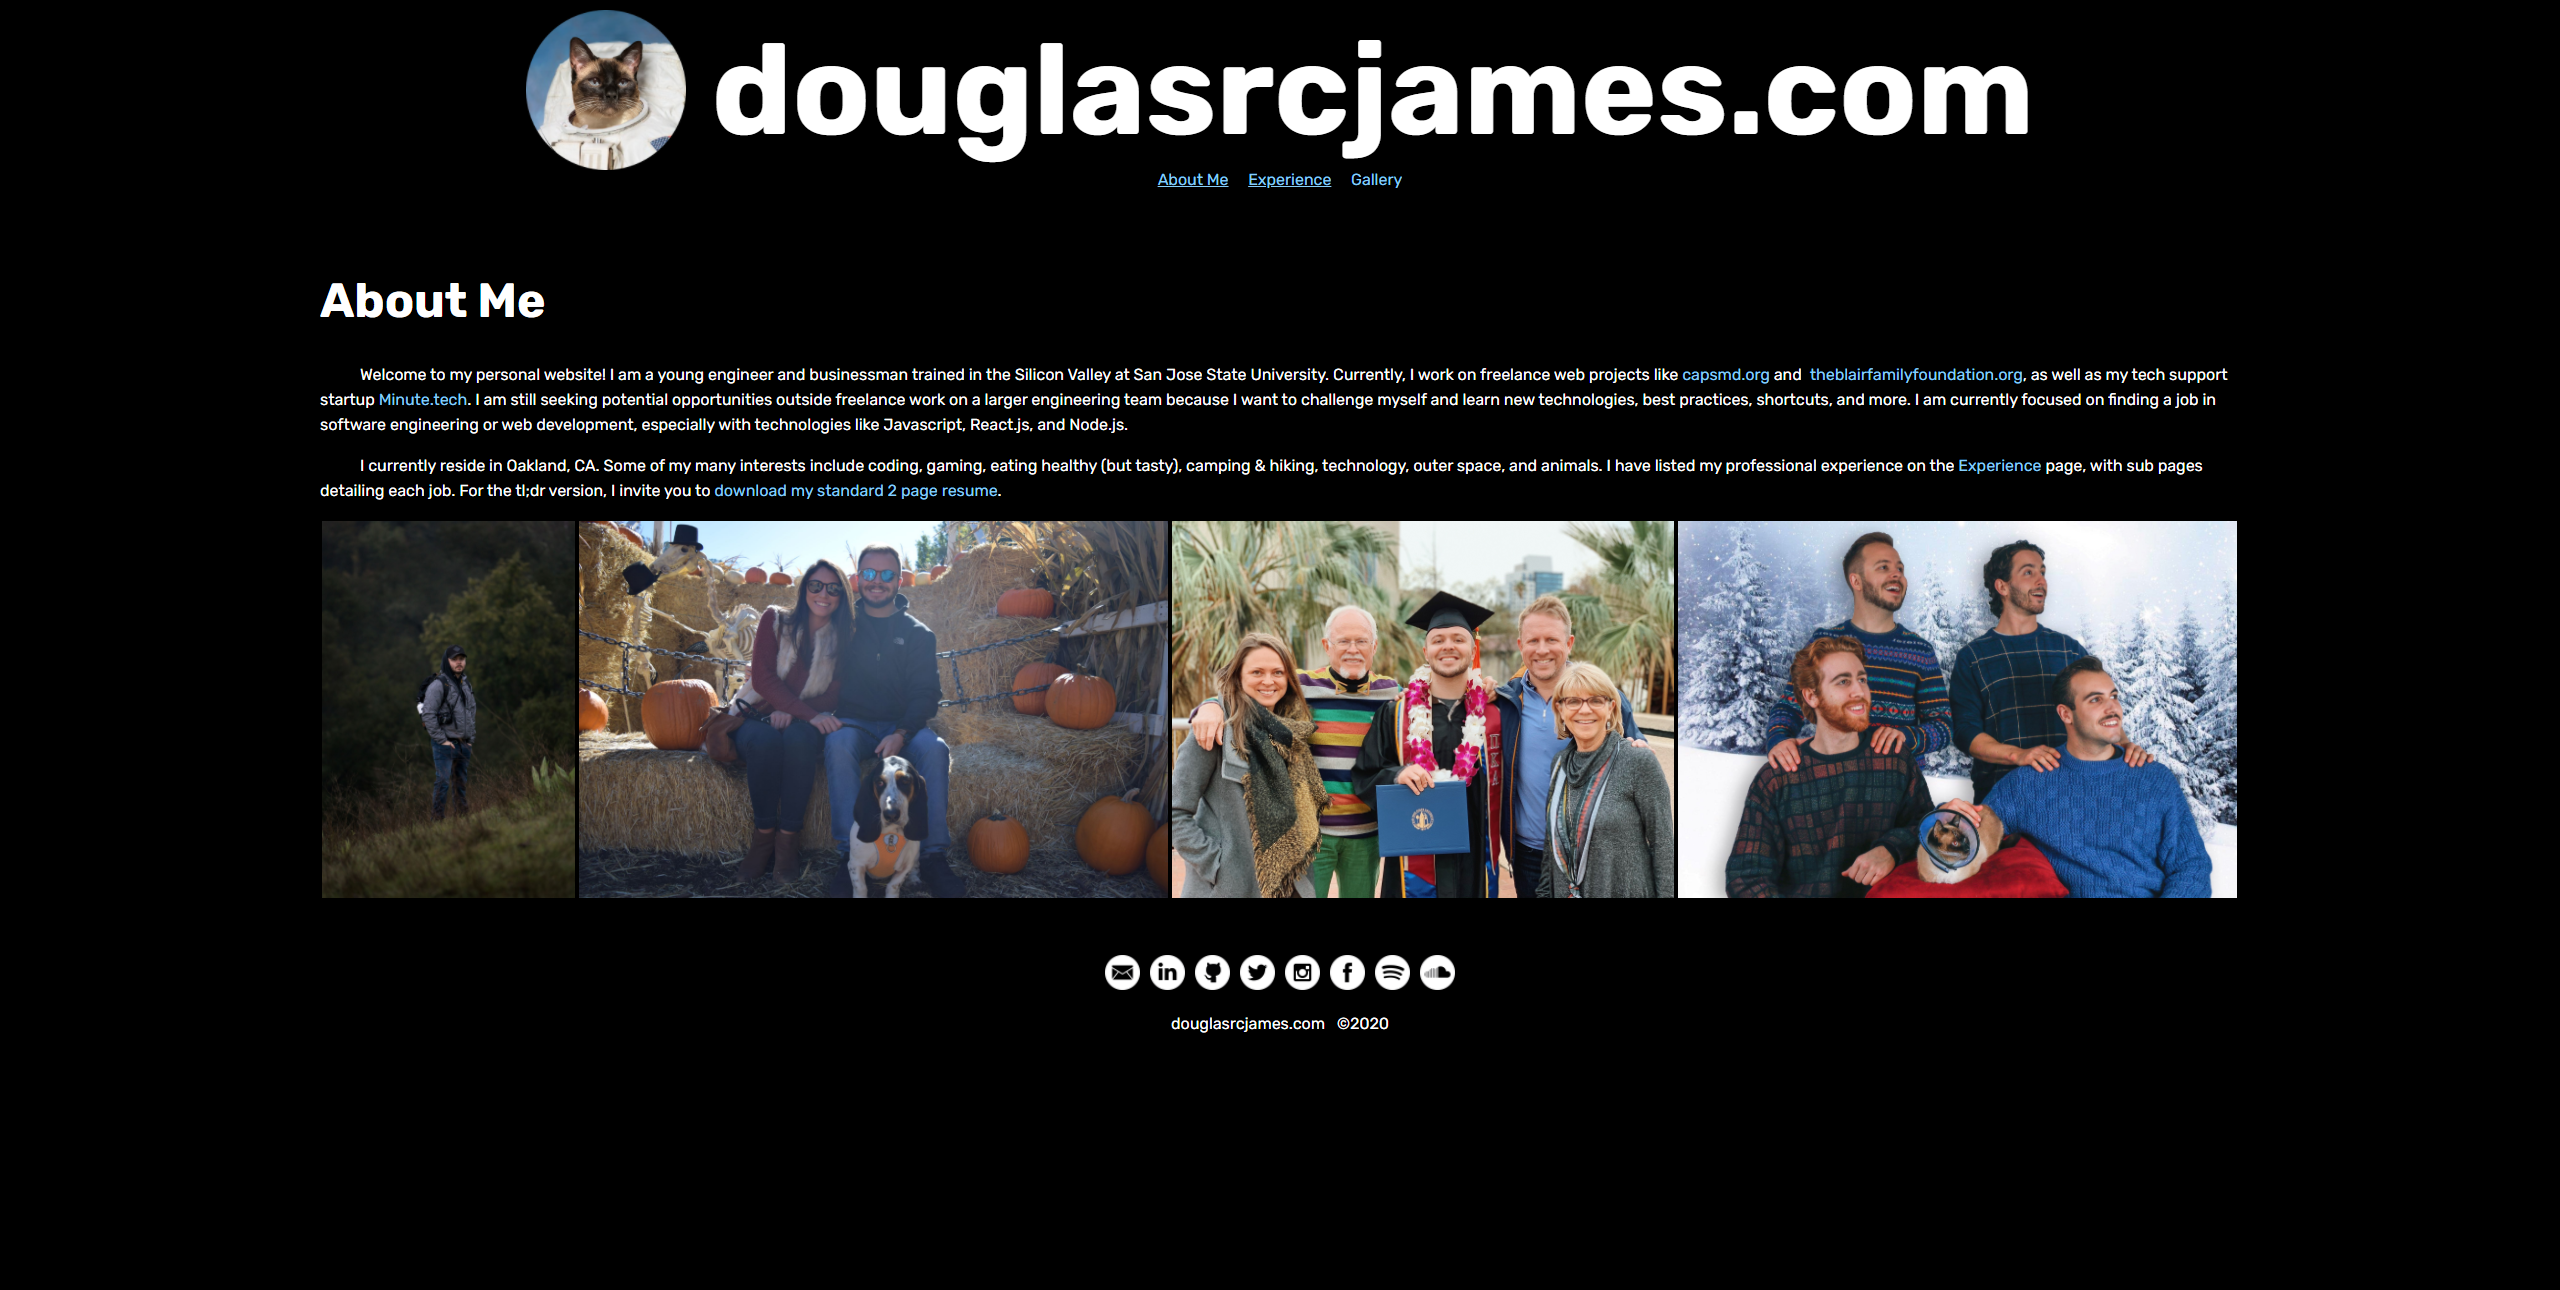 douglasrcjames.com
About Me Experience Gallery
About Me
Welcome to my personal website! I am a young engineer and businessman trained in the Silicon Valley at San Jose State University. Currently, I work on freelance web projects like capsmd.org and theblairfamilyfoundation.org, as well as my tech support
startup Minute.tech. I am still seeking potential opportunities outside freelance work on a larger engineering team because I want to challenge myself and learn new technologies, best practices, shortcuts, and more. I am currently focused on finding a job in
software engineering or web development, especially with technologies like Javascript, React.js, and Node.js.
I currently reside in Oakland, CA. Some of my many interests include coding, gaming, eating healthy (but tasty), camping & hiking, technology, outer space, and animals. I have listed my professional experience on the Experience page, with sub pages
detailing each job. For the tl;dr version, I invite you to download my standard 2 page resume.
douglasrcjames.com ©2020